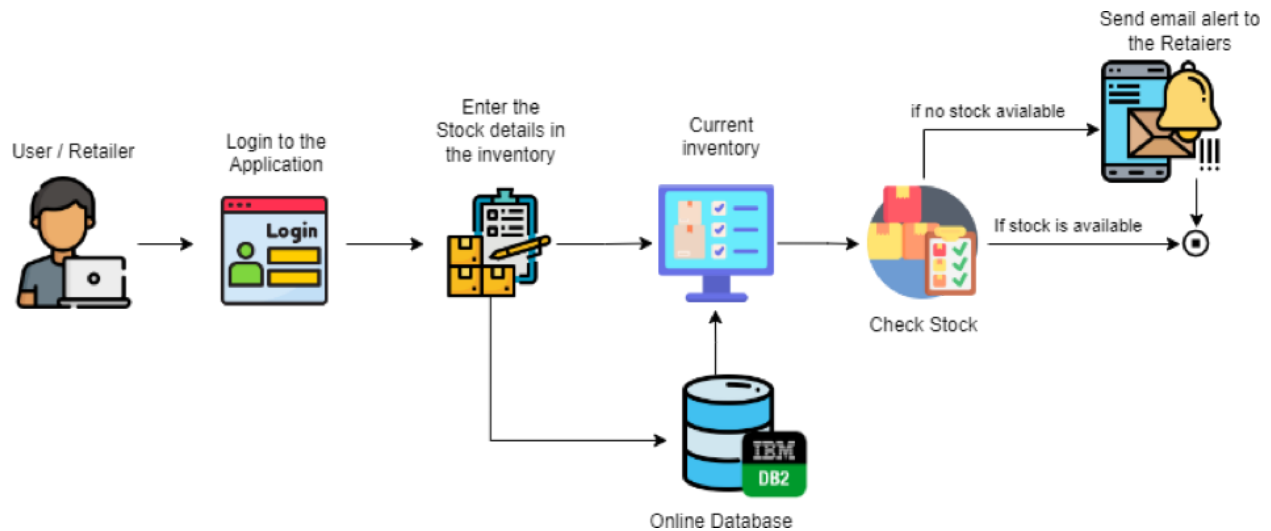 Send email alert to
the Retaiers
Enter the
Stock details in
the inventory
if no stock avialable
Current
inventory
Login to the
Application
User / Retailer
Login
If stock is available
Check Stock
IBM
DB2
Online Database